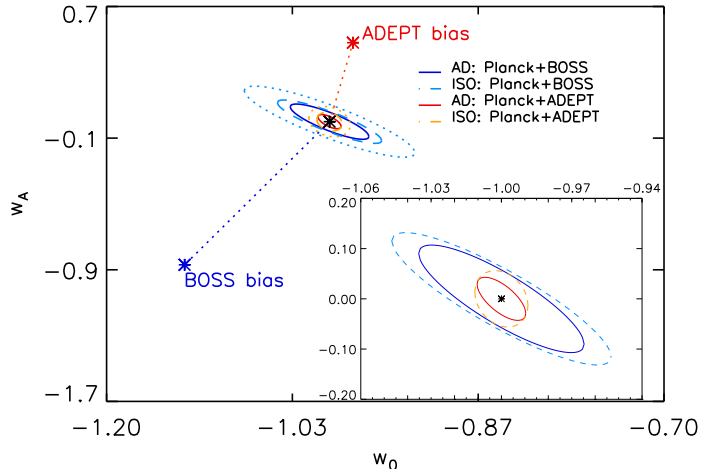 0.7
ADEPT bias
AD: Planck+BOSS
ISO: Planck+BOSS
AD: Planck+ADEPT
ISO: Planck+ADEPT
-0.1
wA
-1.06 -1.03 -1.00 -0.97 -0.94
0.20
0.10
0.00
-0.10
-0.20
-0.9
BOSS bias
-1.7
-1.20 -1.03 -0.87 -0.70
w0